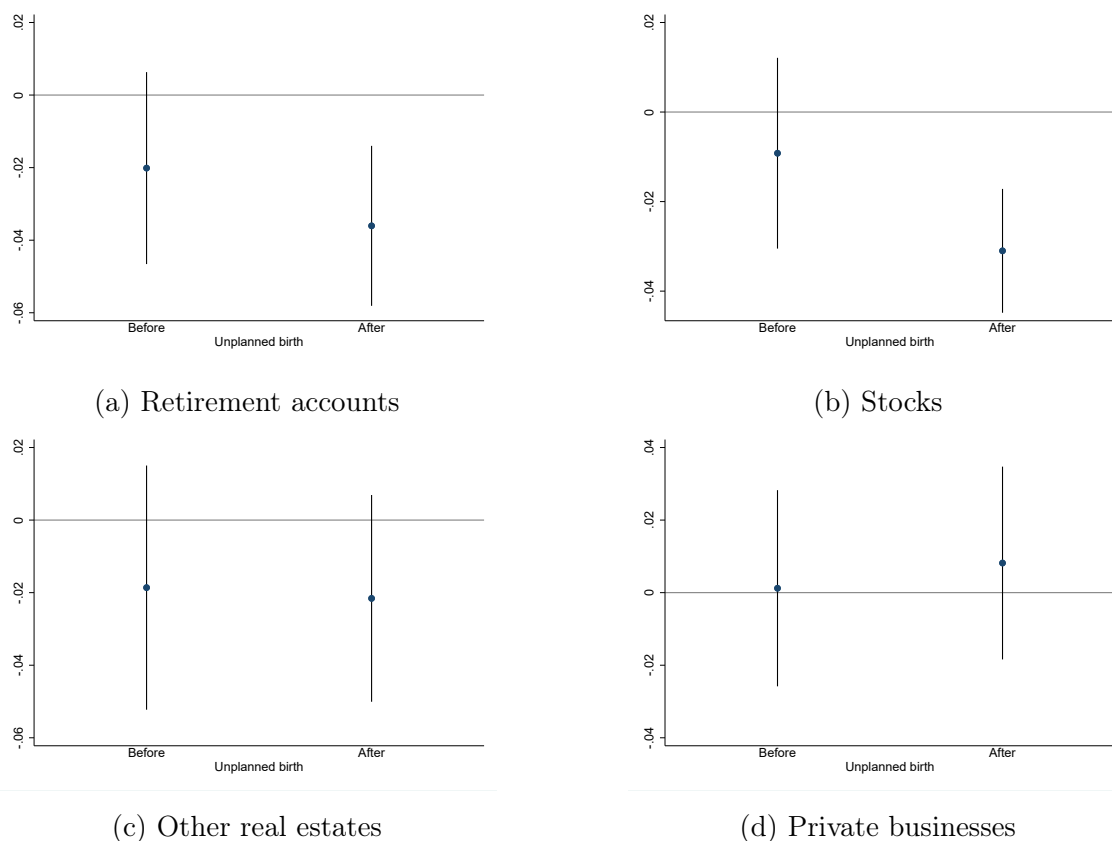 .02
0
-.02
-.04
-.06
Before
After
Unplanned birth
(a) Retirement accounts
.02
0
-.02
-.04
Before
After
Unplanned birth
(b) Stocks
.02
0
-.02
-.04
-.06
Before
After
Unplanned birth
(c) Other real estates
.04
.02
0
-.02
-.04
Before
After
Unplanned birth
(d) Private businesses